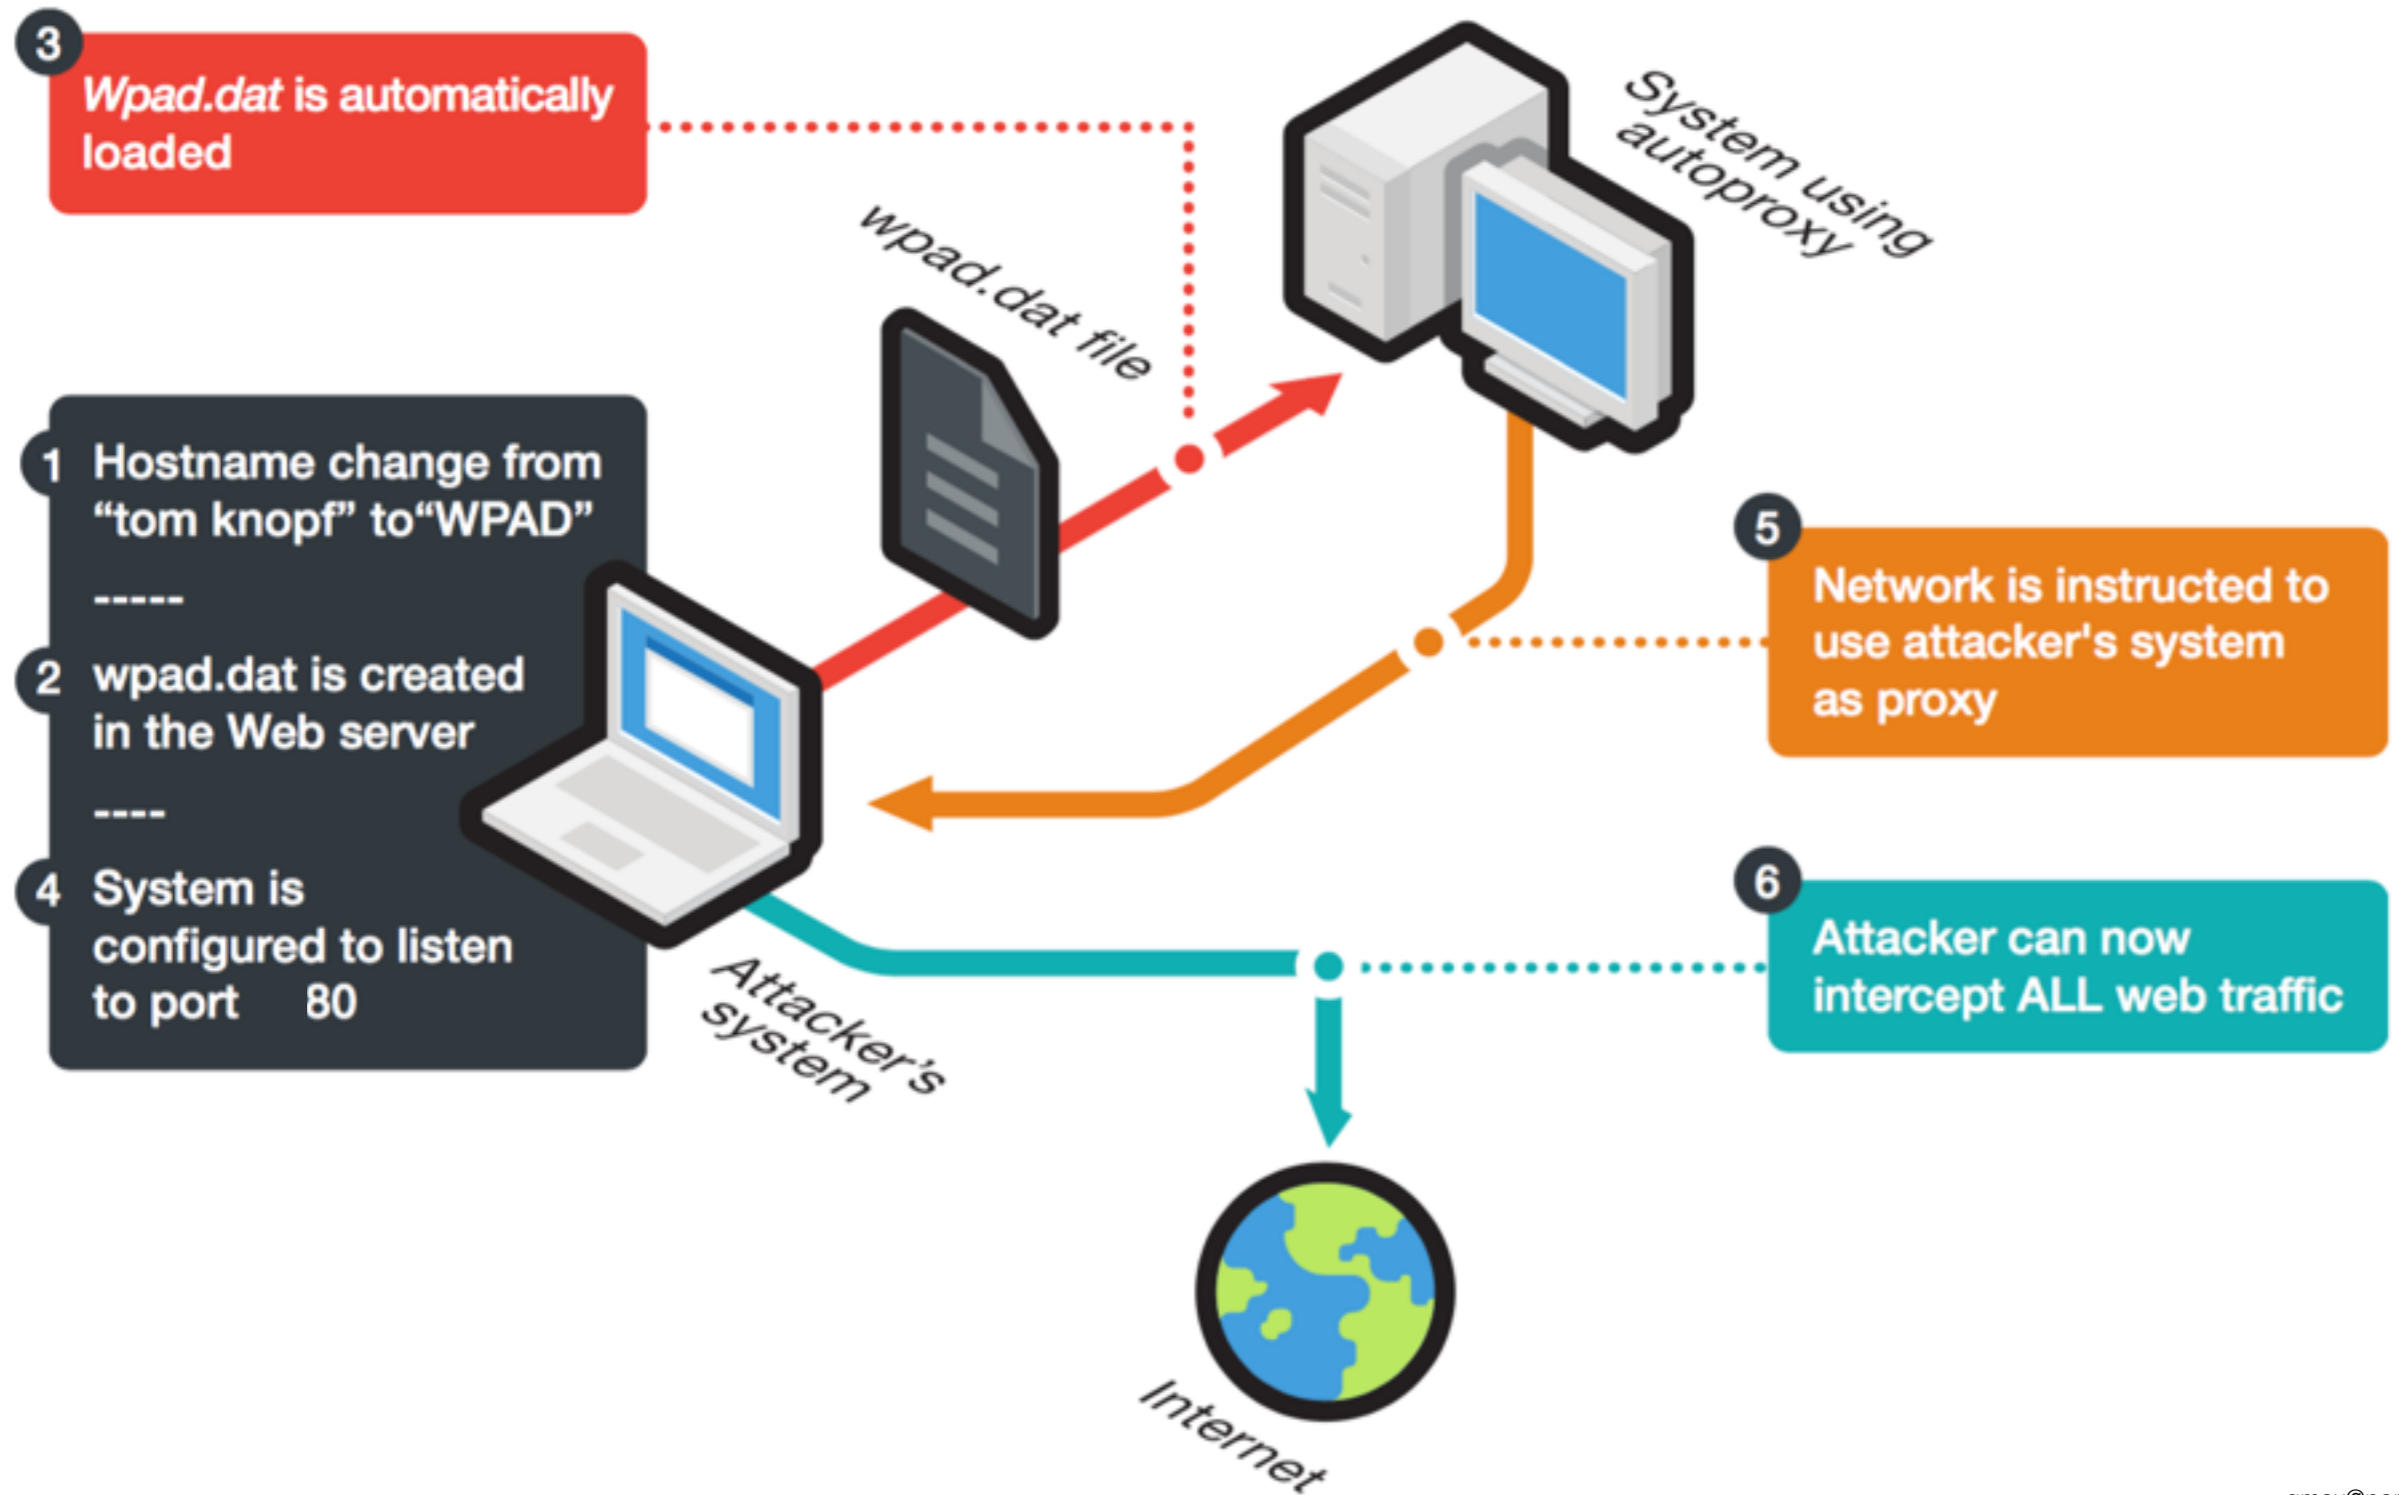 3
Wpad.dat is automatically
loaded
System using
autoproxy
wpad.dat file
1 Hostname change from
“tom knopf” to“WPAD”
-----
2 wpad.dat is created
in the Web server
----
4 System is
configured to listen
to port 80
5
Network is instructed to
use attacker's system
as proxy
6
Attacker can now
intercept ALL web traffic
Attacker’s
system
Internet